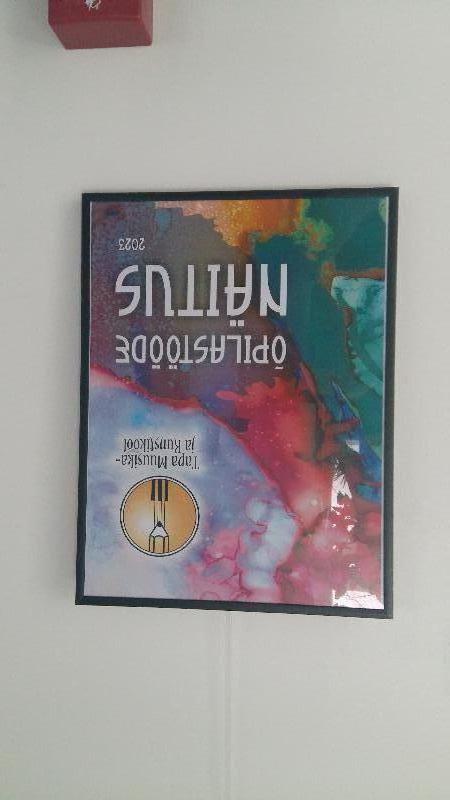 Tapa Muusika-
ja Kunstikool
ÕPILASTÖÖDE
NÄITUS
2023